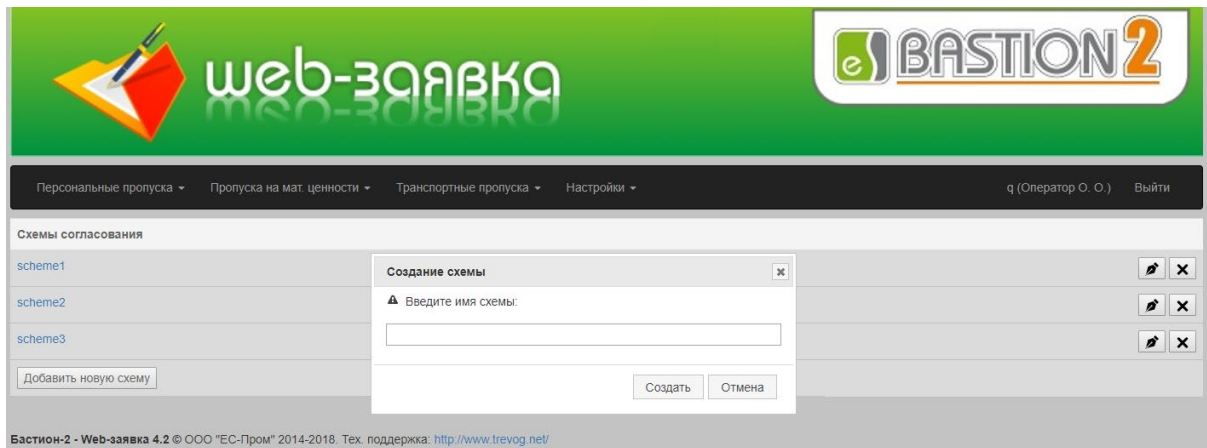 web-заявка
es BASTION 2
Персональные пропуска Пропуска на мат. ценности Транспортные пропуска Настройки q (Оператор О. О.) Выйти
Схемы согласования
scheme1
scheme2
scheme3
Добавить новую схему
Создание схемы
Введите имя схемы:
Создать Отмена
Бастион-2 - Web-заявка 4.2 © ООО "ЕС-Пром" 2014-2018. Тех. поддержка: http://www.trevog.net/